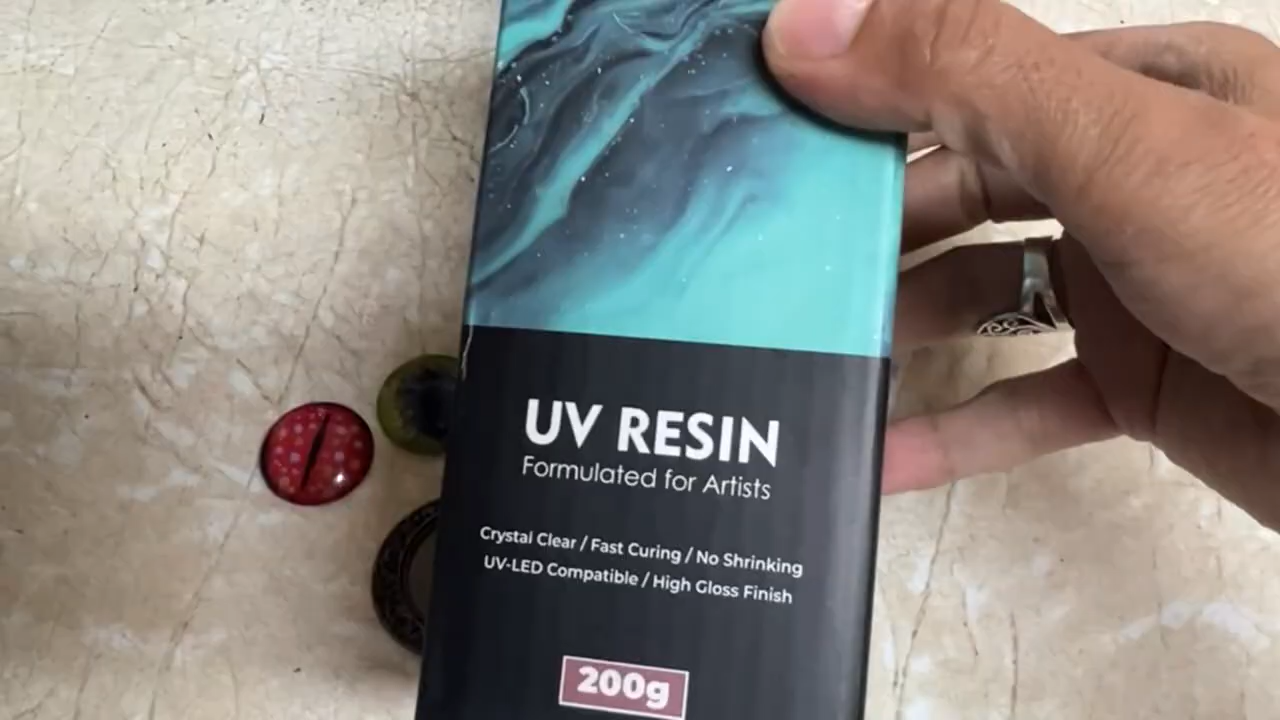 UV RESIN
Formulated for Artists
Crystal Clear / Fast Curing / No Shrinking
UV-LED Compatible / High Gloss Finish
200g